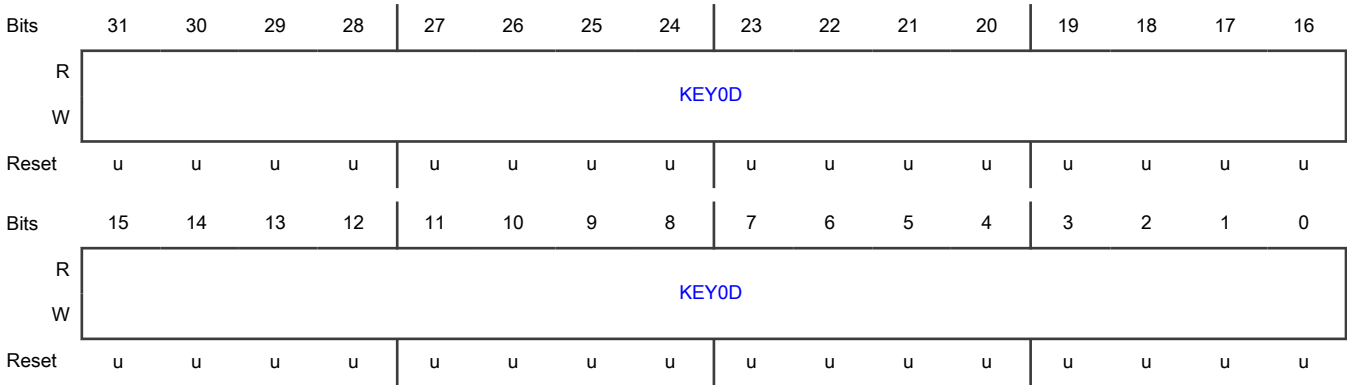 Bits 31 30 29 28 27 26 25 24 23 22 21 20 19 18 17 16
R
KEY0D
W
Reset u u u u u u u u u u u u u u u u
Bits 15 14 13 12 11 10 9 8 7 6 5 4 3 2 1 0
R
KEY0D
W
Reset u u u u u u u u u u u u u u u u